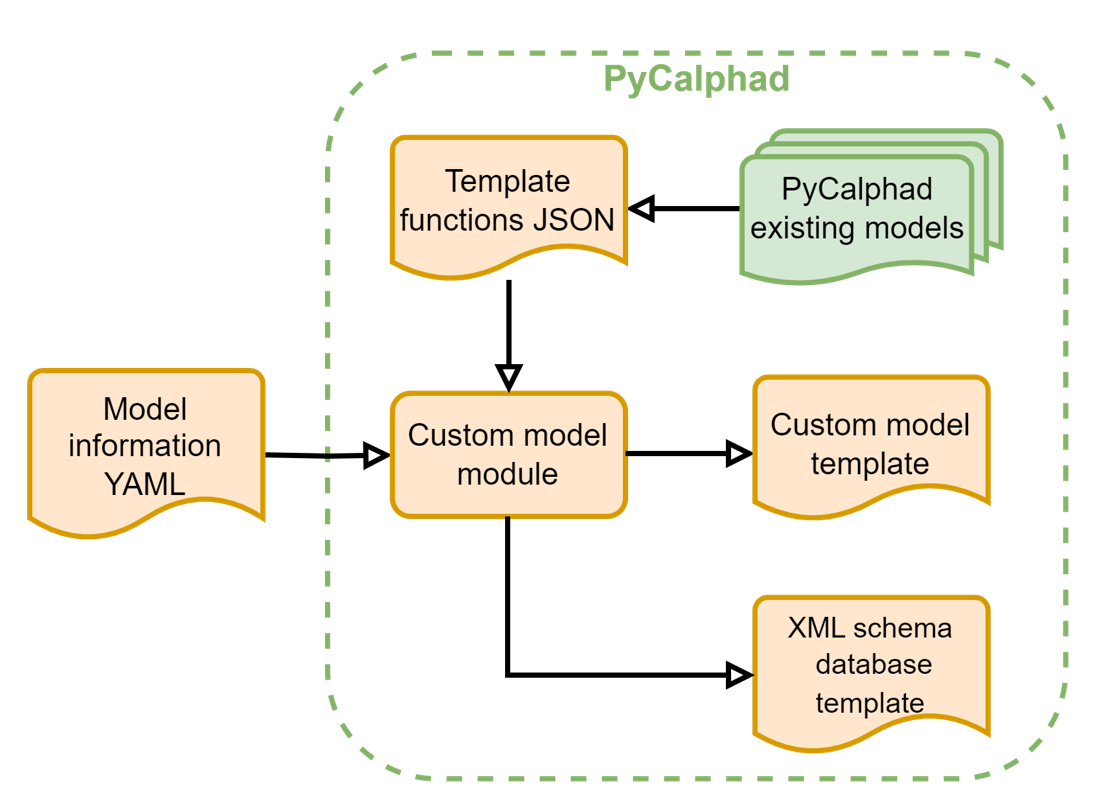 PyCalphad
Template
functions JSON
PyCalphad
existing models
Model
information
YAML
Custom model
module
Custom model
template
XML schema
database
template